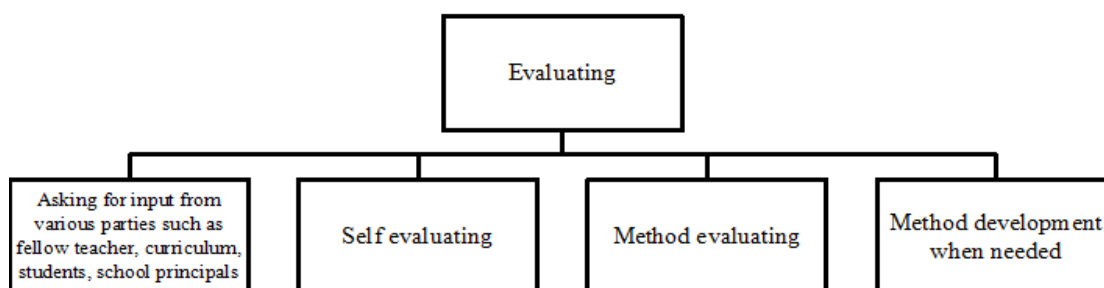 Evaluating
Asking for input from
various parties such as
fellow teacher, curriculum,
students, school principals
Self evaluating
Method evaluating
Method development
when needed